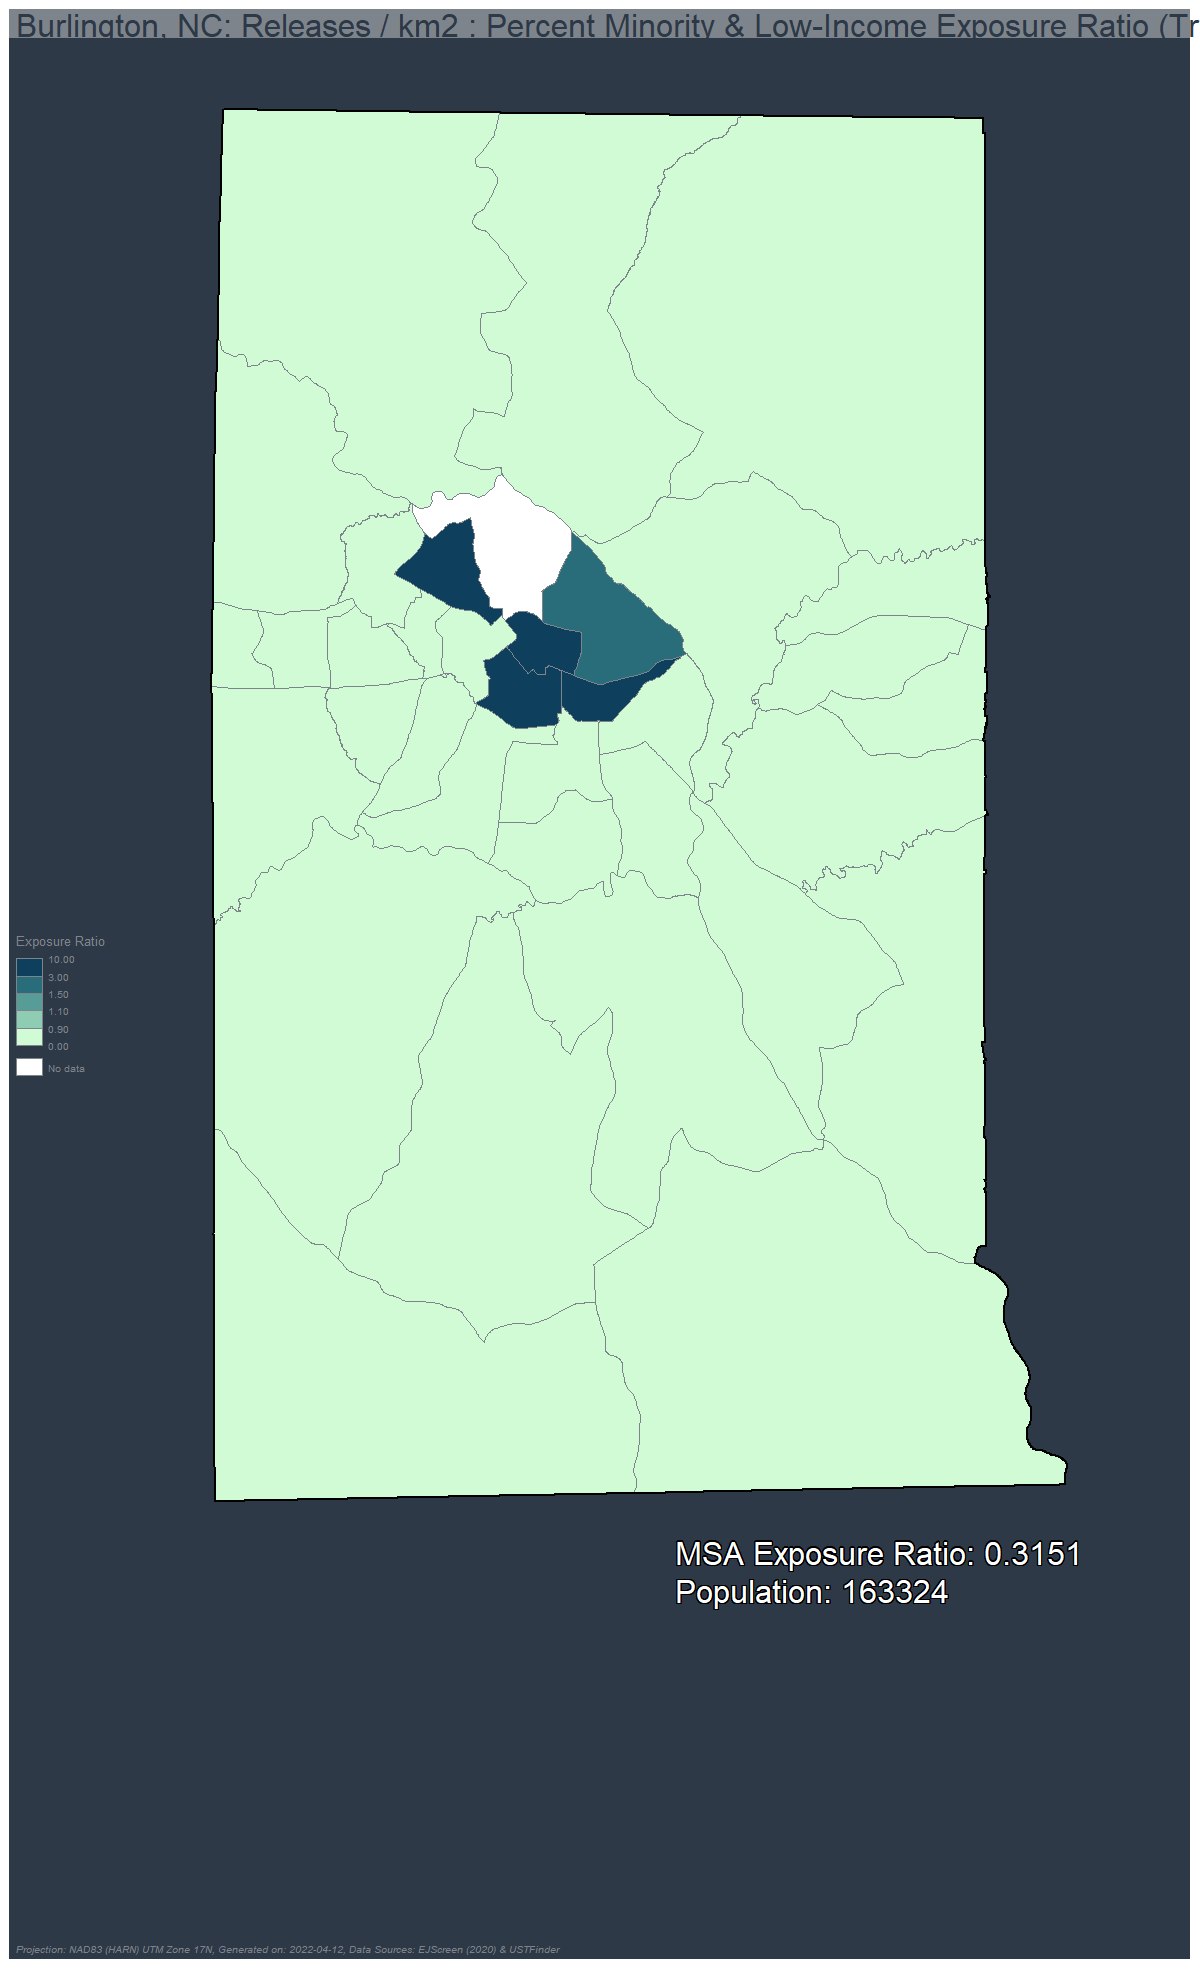 Burlington, NC: Releases / km2 : Percent Minority & Low-Income Exposure Ratio (Tr
Exposure Ratio
10.00
3.00
1.50
1.10
0.90
0.00
No data
MSA Exposure Ratio: 0.3151
Population: 163324
Projection: NAD83 (HARN) UTM Zone 17N, Generated on: 2022-04-12, Data Sources: EJScreen (2020) & USTFinder